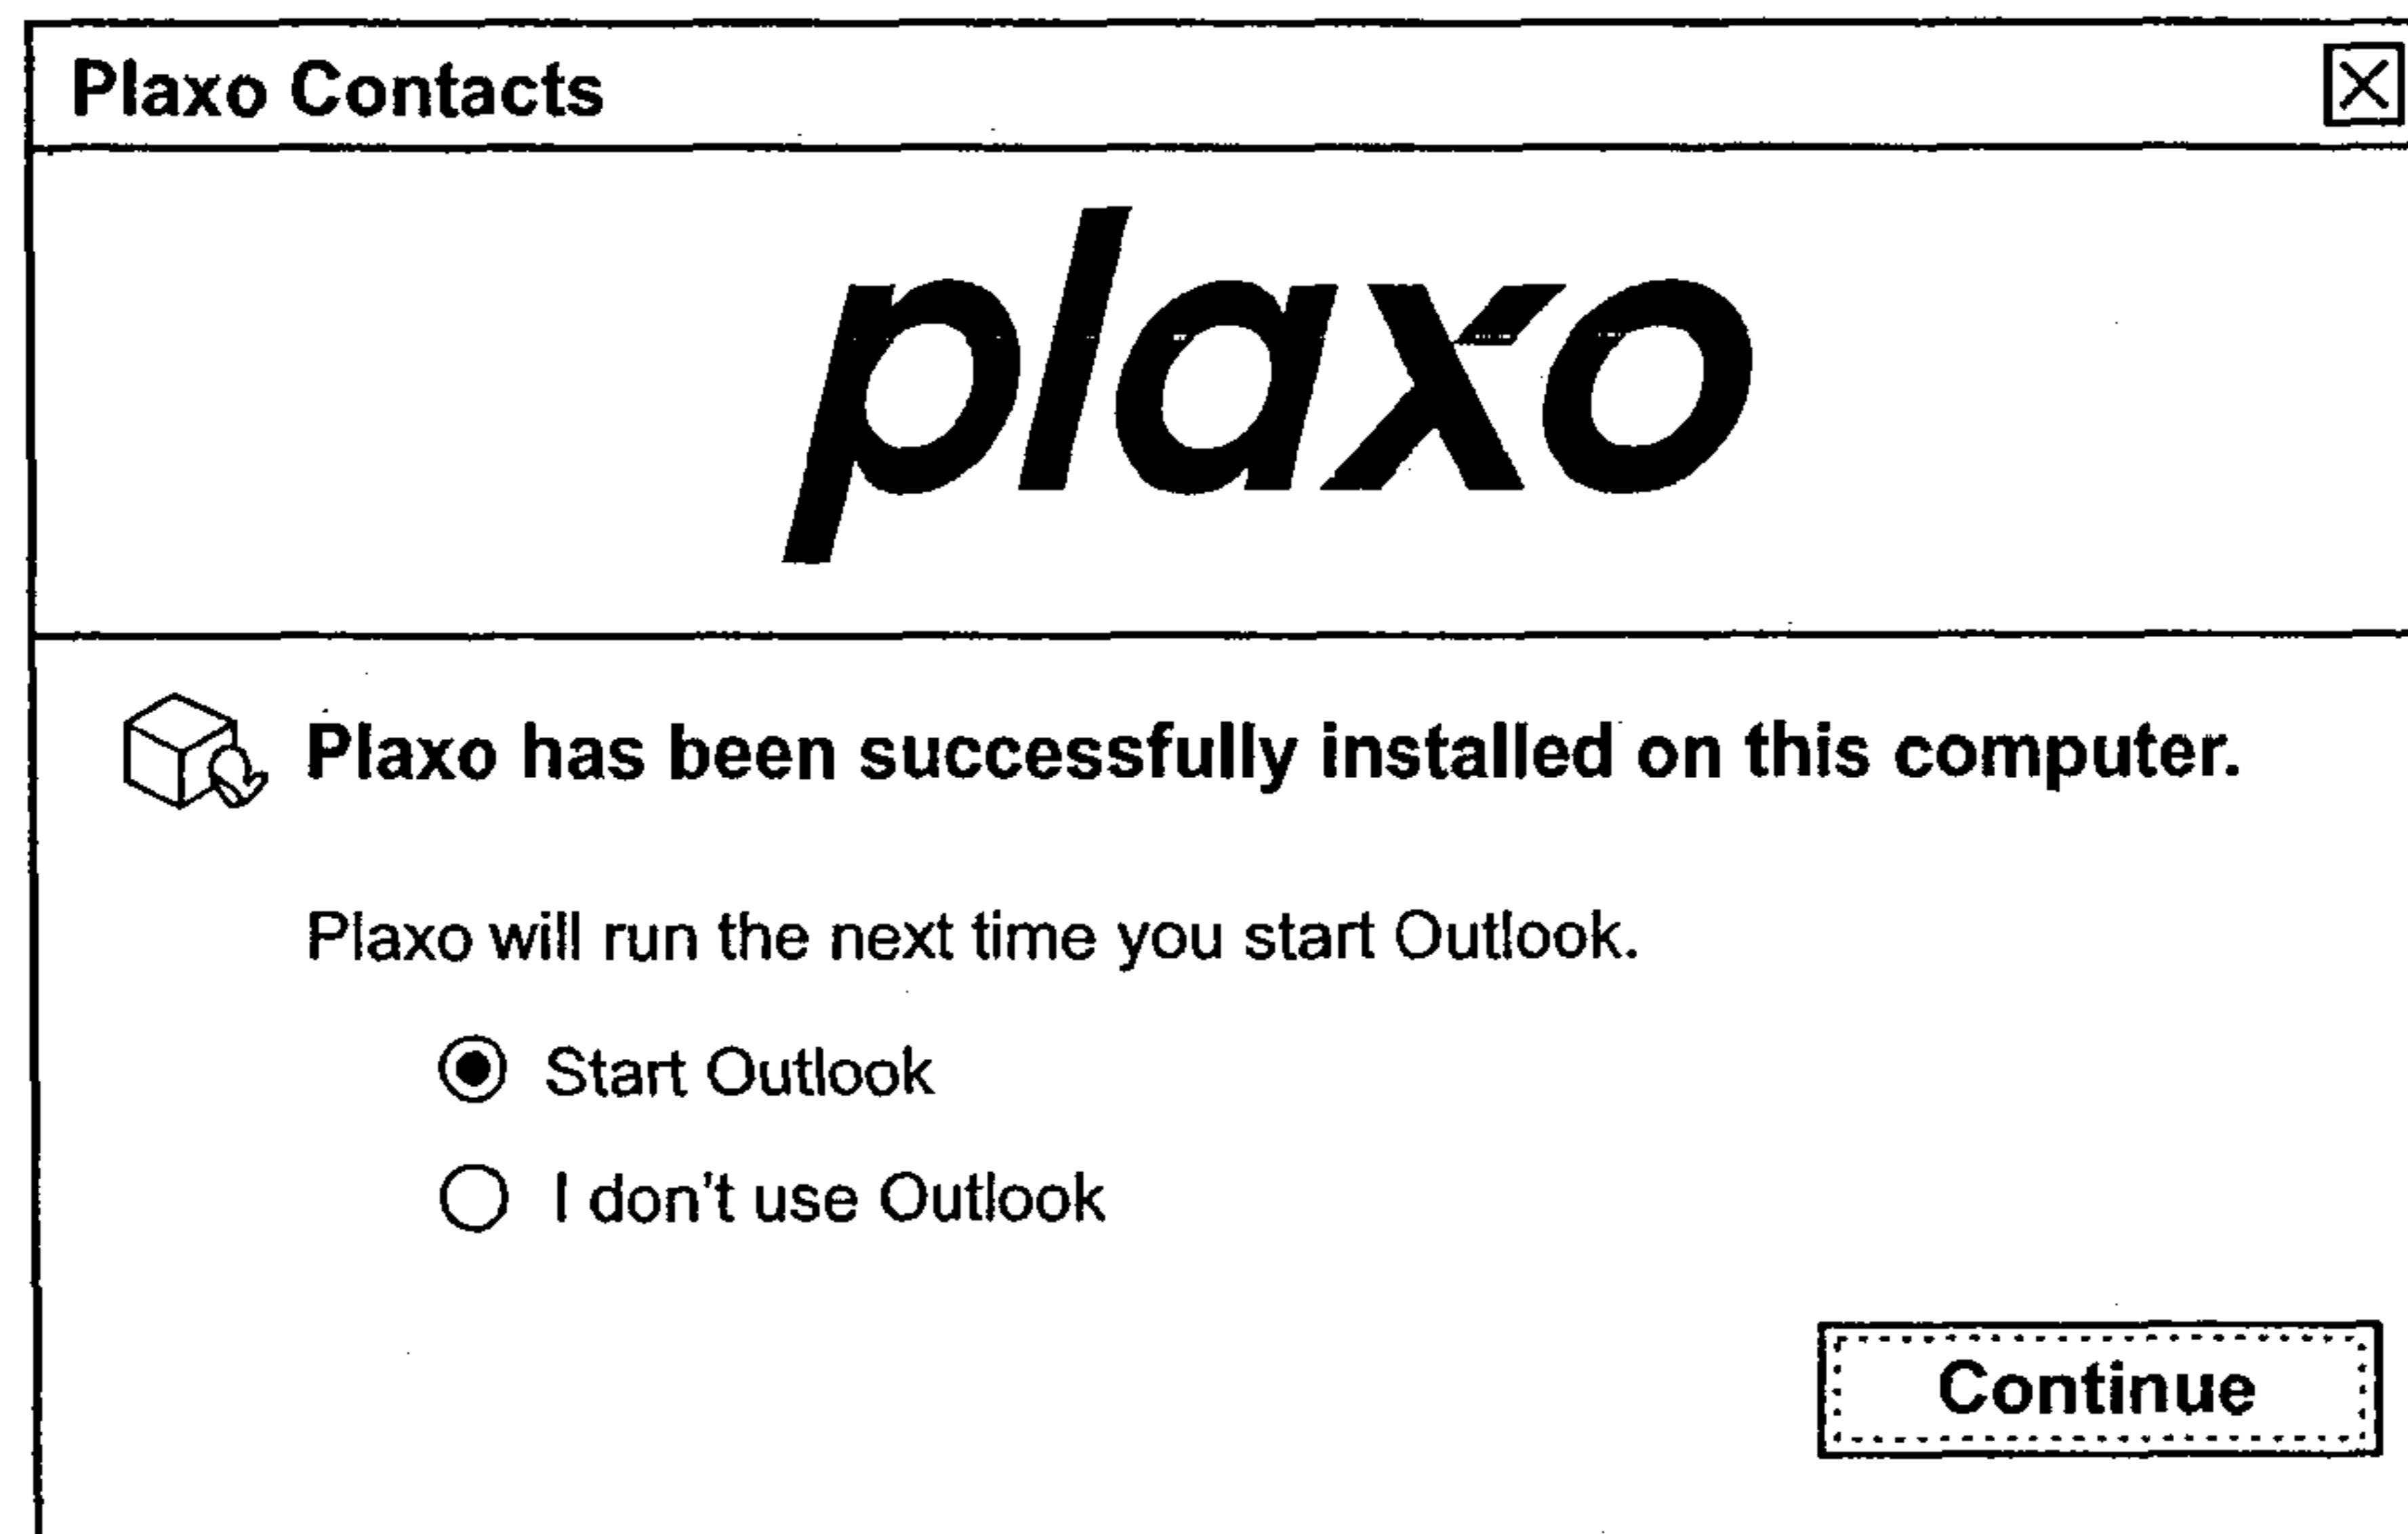 Plaxo Contacts
plaxo
Plaxo has been successfully installed on this computer.
Plaxo will run the next time you start Outlook.
Start Outlook
I don't use Outlook
Continue